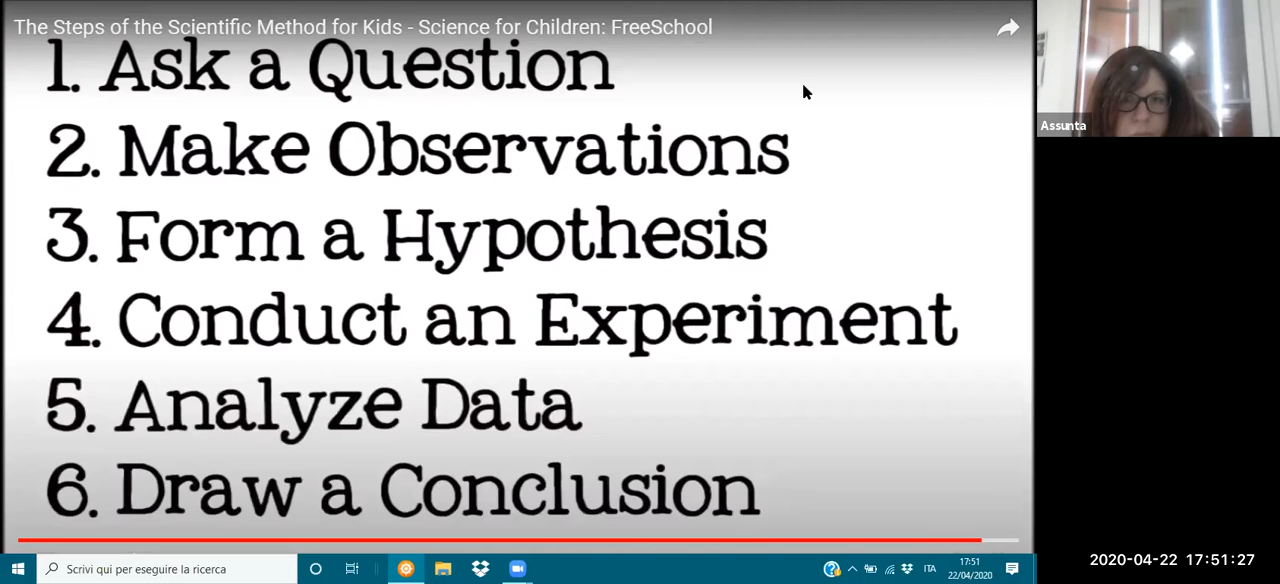 The Steps of the Scientific Method for Kids - Science for Children: FreeSchool
1. Ask a Question
2. Make Observations
3. Form a Hypothesis
4. Conduct an Experiment
5. Analyze Data
6. Draw a Conclusion
Assunta
Scrivi qui per eseguire la ricerca
ITA
17:51
22/04/2020
2020-04-22 17:51:27